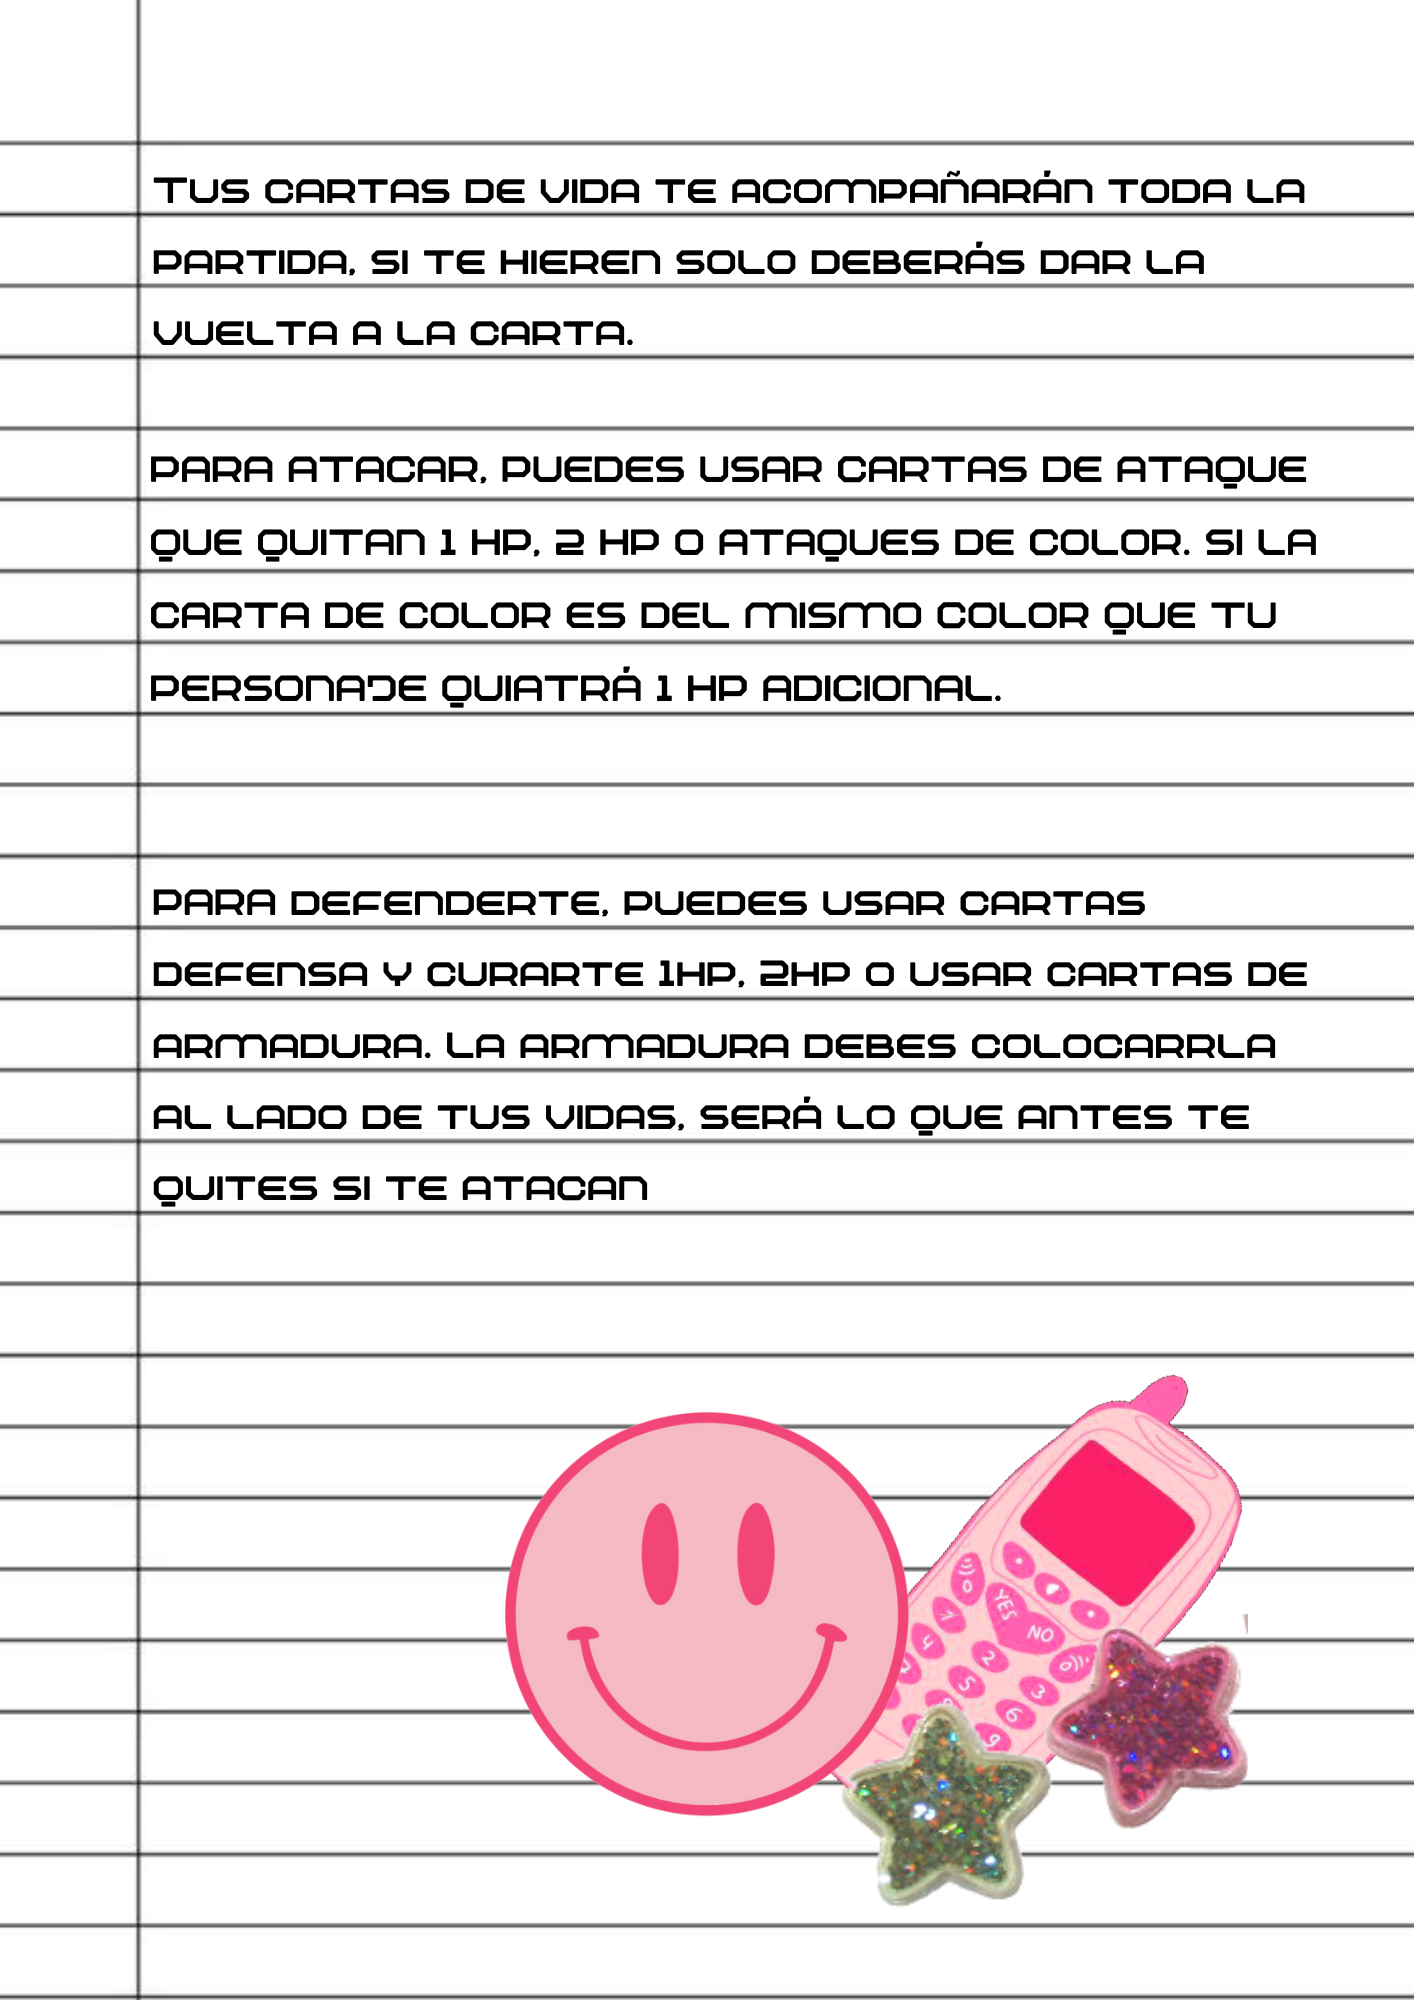 Tus cartas de vida te acompañarán toda la
partida, si te hieren solo deberás dar la
vuelta a la carta.
para atacar, puedes usar cartas de ataque
que quitan 1 hp, 2 hp o ataques de color. si la
carta de color es del mismo color que tu
personaje quiatrá 1 hp adicional.
para defenderte, puedes usar cartas
defensa y curarte 1hp, 2hp o usar cartas de
armadura. La armadura debes colocarrla
al lado de tus vidas, será lo que antes te
quites si te atacan
YES
NO
1
2
3
4
5
6
9